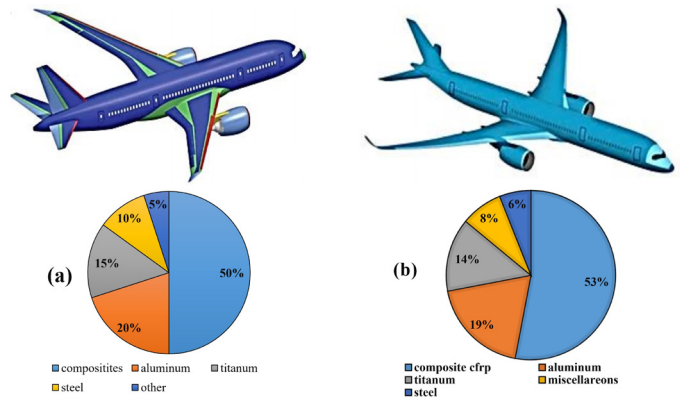 5%
10%
15%
50%
20%
(a)
compositites aluminum titanum
steel other
6%
8%
14%
53%
19%
(b)
composite cfrp aluminum
titanum miscellareons
steel